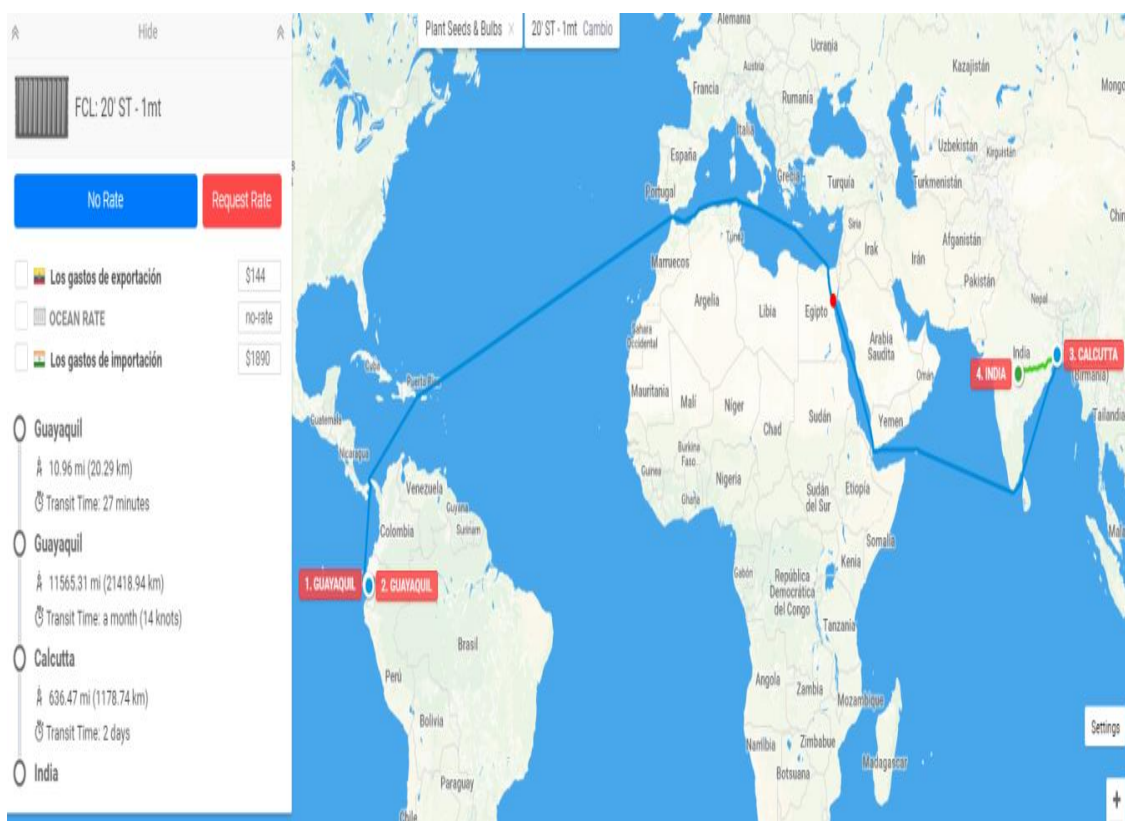 Hide
FCL: 20' ST - 1mt
No Rate
Request Rate
Los gastos de exportación
$144
OCEAN RATE
no-rate
Los gastos de importación
$1890
Guayaquil
10.96 mi (20.29 km)
Transit Time: 27 minutes
Guayaquil
11565.31 mi (21418.94 km)
Transit Time: a month (14 knots)
Calcutta
636.47 mi (1178.74 km)
Transit Time: 2 days
India
Plant Seeds & Bulbs ×
20' ST - 1mt Cambio
Alemania
Ucrania
Austria
Kazajistán
Mongo
Francia
Rumanía
Italia
Uzbekistán
Kirguistán
España
Grecia
Turquía
Turkmenistán
Portugal
Chin
Siria
Túnez
Afganistán
Irak
Irán
Marruecos
Pakistán
Argelia
Libia
Egipto
Nepal
Sahara
Occidental
Arabia
Saudita
India
3. CALCUTTA
4. INDIA
(Birmania)
Cuba
Puerto Rico
Omán
Mauritania
Malí
Níger
Chad
Sudán
Yemen
Tailandia
Guatemala
Nicaragua
Burkina
Faso
Guinea
Nigeria
Ghana
Sudán
del Sur
Etiopía
Venezuela
Guyana
Surinam
Colombia
Somalia
Mala
Kenia
Gabón
República
Democrática
del Congo
1. GUAYAQUIL
2. GUAYAQUIL
Tanzania
Brasil
Perú
Angola
Zambia
Mozambique
Bolivia
Settings
Namibia
Zimbabue
Madagascar
Botsuana
Paraguay
Chile
+